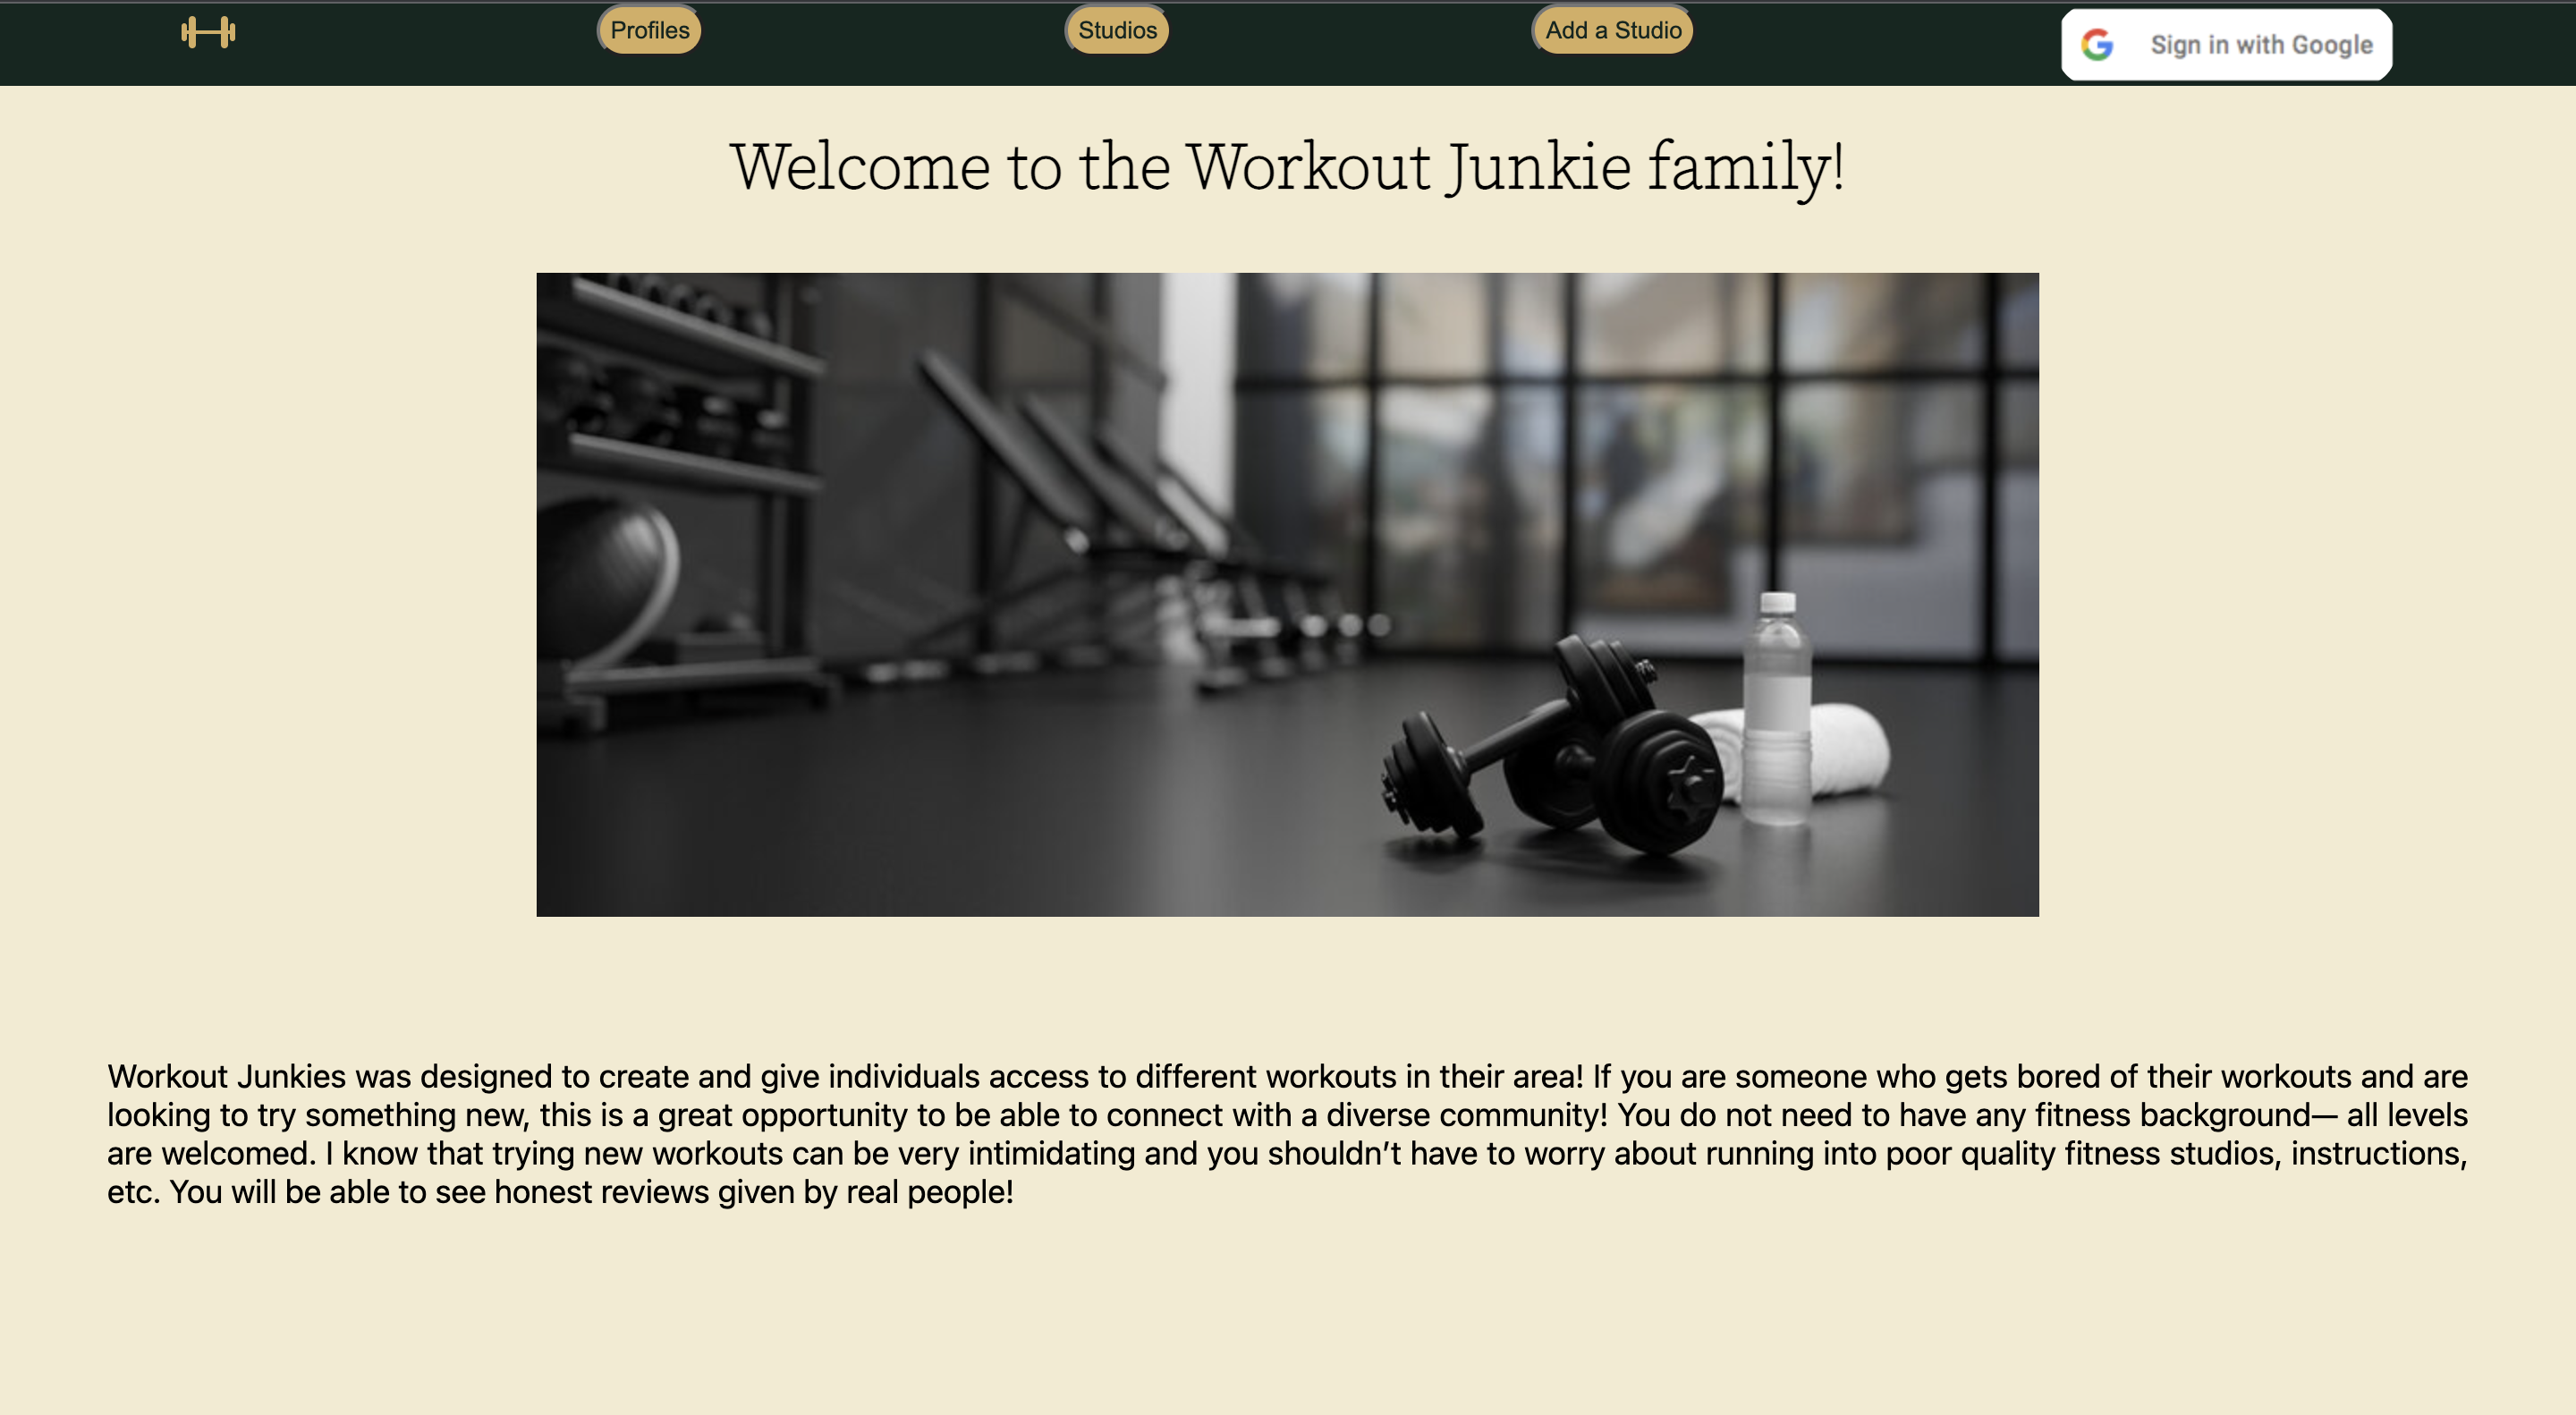 Profiles
Studios
Add a Studio
Sign in with Google
Welcome to the Workout Junkie family!
Workout Junkies was designed to create and give individuals access to different workouts in their area! If you are someone who gets bored of their workouts and are
looking to try something new, this is a great opportunity to be able to connect with a diverse community! You do not need to have any fitness background— all levels
are welcomed. I know that trying new workouts can be very intimidating and you shouldn’t have to worry about running into poor quality fitness studios, instructions,
etc. You will be able to see honest reviews given by real people!